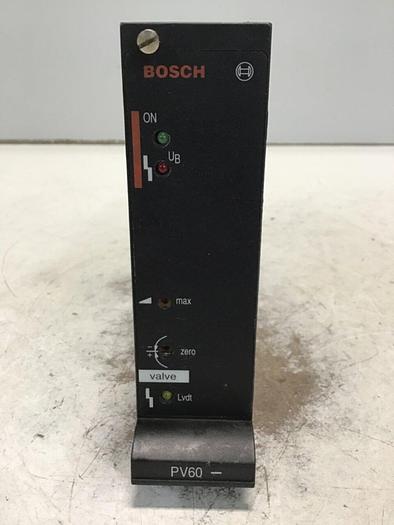 BOSCH
ON
UB
max
- + zero
valve
Lvdt
PV60 —